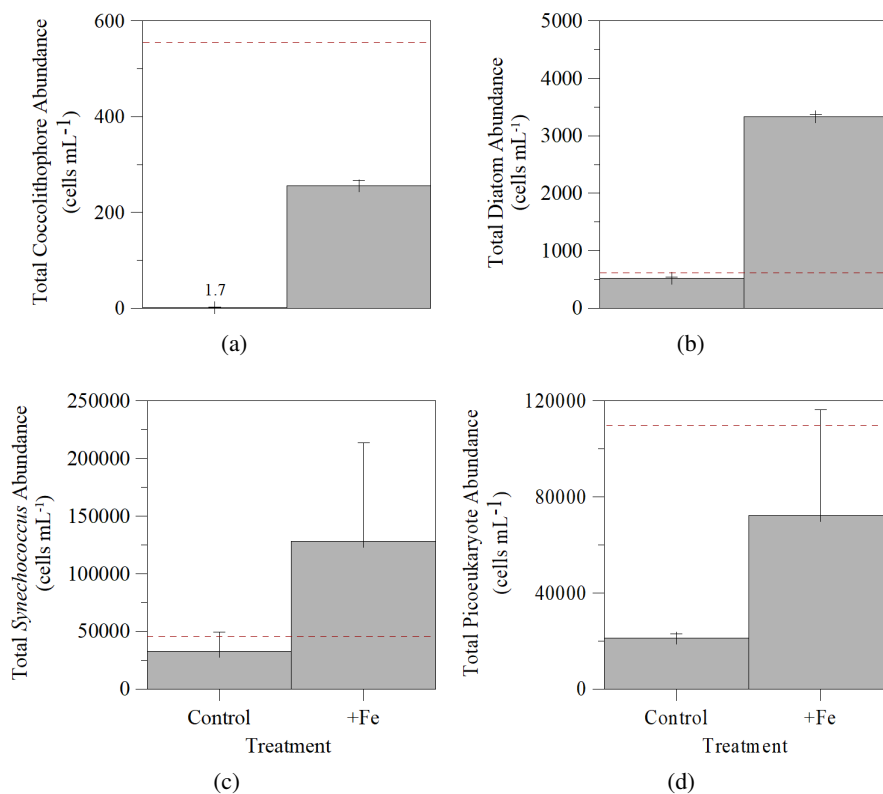 Total Coccolithophore Abundance
(cells mL-1)
600
400
200
0
1.7
(a)
Total Diatom Abundance
(cells mL-1)
5000
4000
3000
2000
1000
0
(b)
Total Synechococcus Abundance
(cells mL-1)
250000
200000
150000
100000
50000
0
Control +Fe
Treatment
(c)
Total Picoeukaryote Abundance
(cells mL-1)
120000
80000
40000
0
Control +Fe
Treatment
(d)